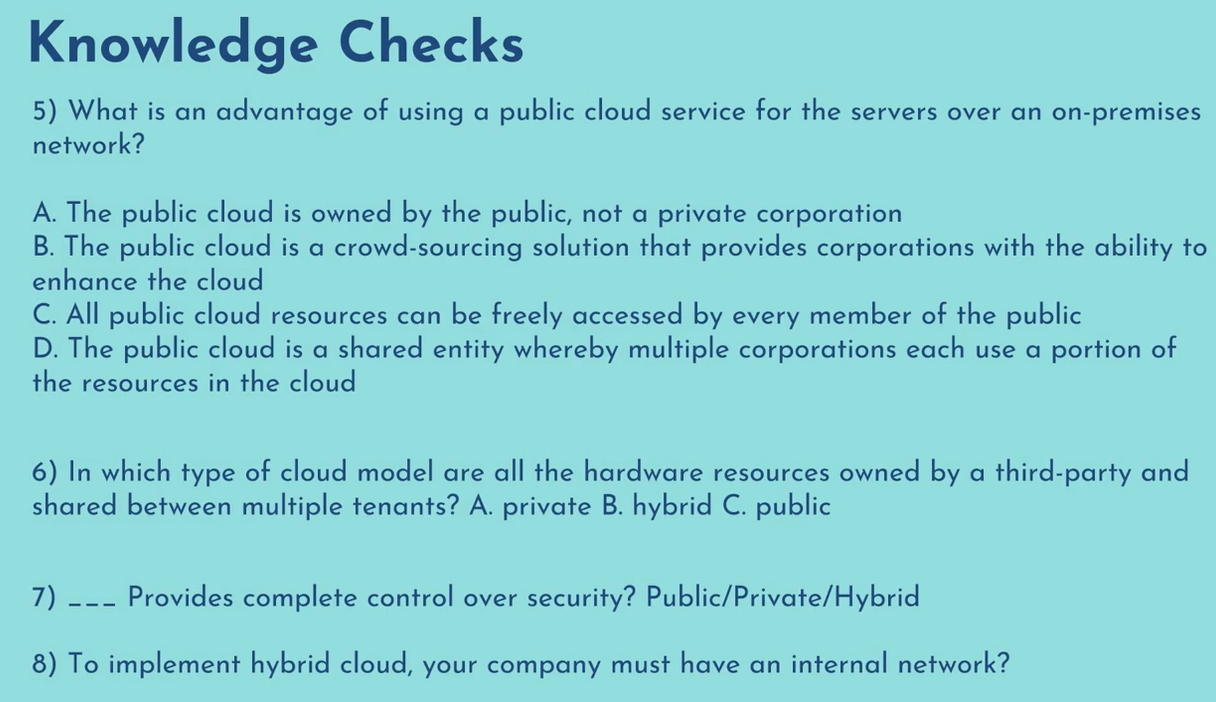 Knowledge Checks
5) What is an advantage of using a public cloud service for the servers over an on-premises
network?
A. The public cloud is owned by the public, not a private corporation
B. The public cloud is a crowd-sourcing solution that provides corporations with the ability to
enhance the cloud
C. All public cloud resources can be freely accessed by every member of the public
D. The public cloud is a shared entity whereby multiple corporations each use a portion of
the resources in the cloud
6) In which type of cloud model are all the hardware resources owned by a third-party and
shared between multiple tenants? A. private B. hybrid C. public
7) ___ Provides complete control over security? Public/Private/Hybrid
8) To implement hybrid cloud, your company must have an internal network?